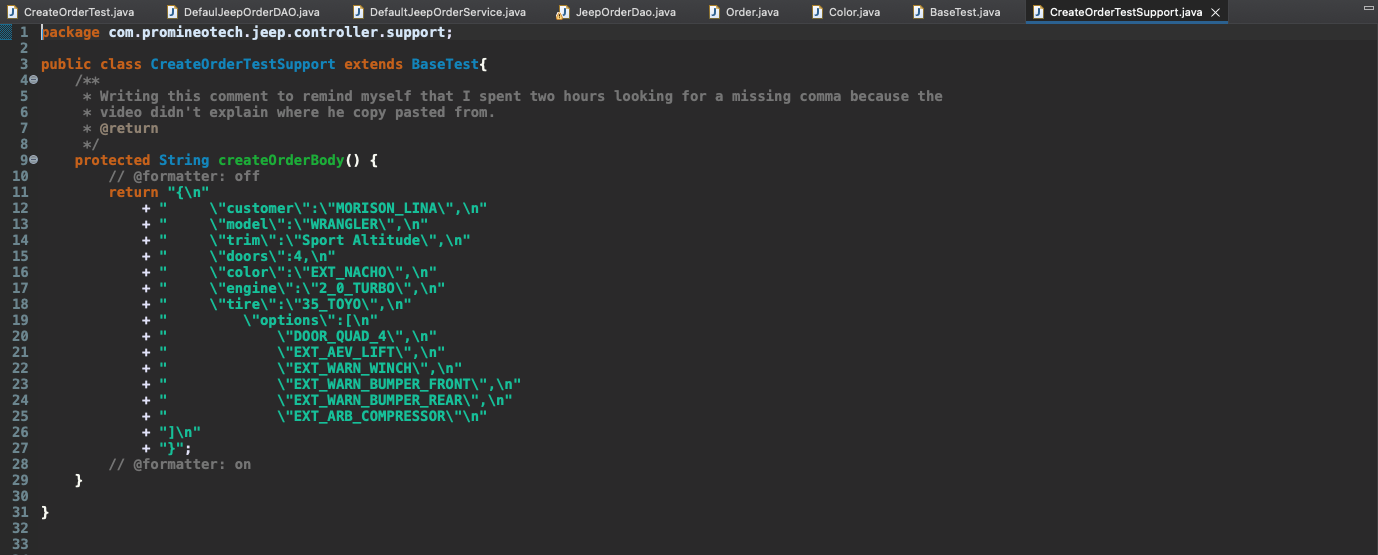 CreateOrderTest.java DefaulJeepOrderDAO.java DefaultJeepOrderService.java JeepOrderDao.java Order.java Color.java BaseTest.java CreateOrderTestSupport.java
1 package com.promineotech.jeep.controller.support;
2
3 public class CreateOrderTestSupport extends BaseTest{
4 /**
5 * Writing this comment to remind myself that I spent two hours looking for a missing comma because the
6 * video didn't explain where he copy pasted from.
7 * @return
8 */
9 protected String createOrderBody() {
10 // @formatter: off
11 return "{\n"
12 + "     \"customer\":\"MORISON_LINA\",\n"
13 + "     \"model\":\"WRANGLER\",\n"
14 + "     \"trim\":\"Sport Altitude\",\n"
15 + "     \"doors\":4,\n"
16 + "     \"color\":\"EXT_NACHO\",\n"
17 + "     \"engine\":\"2_0_TURBO\",\n"
18 + "     \"tire\":\"35_TOYO\",\n"
19 + "         \"options\":[\n"
20 + "             \"DOOR_QUAD_4\",\n"
21 + "             \"EXT_AEV_LIFT\",\n"
22 + "             \"EXT_WARN_WINCH\",\n"
23 + "             \"EXT_WARN_BUMPER_FRONT\",\n"
24 + "             \"EXT_WARN_BUMPER_REAR\",\n"
25 + "             \"EXT_ARB_COMPRESSOR\"\n"
26 + "]\n"
27 + "}";
28 // @formatter: on
29 }
30
31 }
32
33